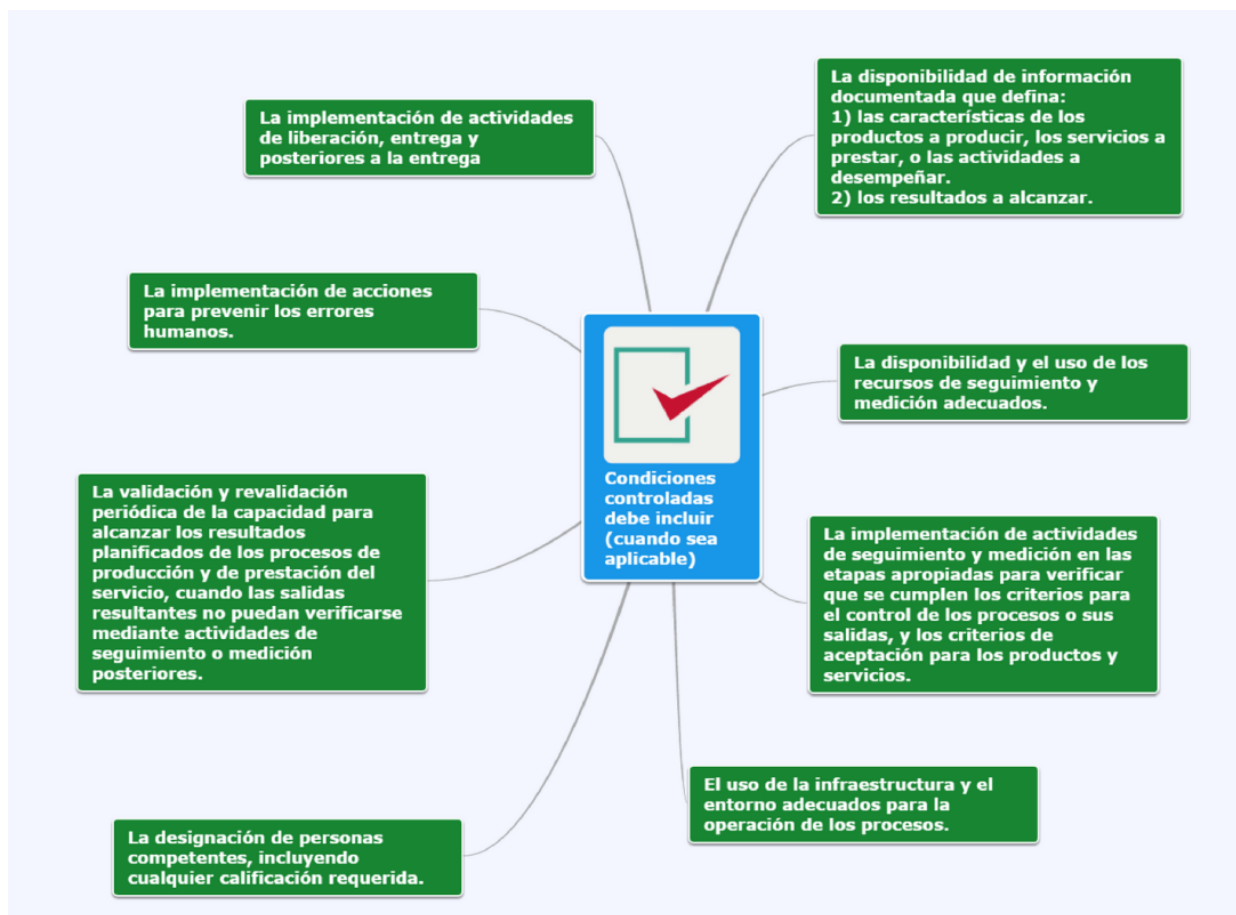 La disponibilidad de información
documentada que defina:
1) las características de los
productos a producir, los servicios a
prestar, o las actividades a
desempeñar.
2) los resultados a alcanzar.
La implementación de actividades
de liberación, entrega y
posteriores a la entrega
La implementación de acciones
para prevenir los errores
humanos.
La disponibilidad y el uso de los
recursos de seguimiento y
medición adecuados.
Condiciones
controladas
debe incluir
(cuando sea
aplicable)
La validación y revalidación
periódica de la capacidad para
alcanzar los resultados
planificados de los procesos de
producción y de prestación del
servicio, cuando las salidas
resultantes no puedan verificarse
mediante actividades de
seguimiento o medición
posteriores.
La implementación de actividades
de seguimiento y medición en las
etapas apropiadas para verificar
que se cumplen los criterios para
el control de los procesos o sus
salidas, y los criterios de
aceptación para los productos y
servicios.
El uso de la infraestructura y el
entorno adecuados para la
operación de los procesos.
La designación de personas
competentes, incluyendo
cualquier calificación requerida.